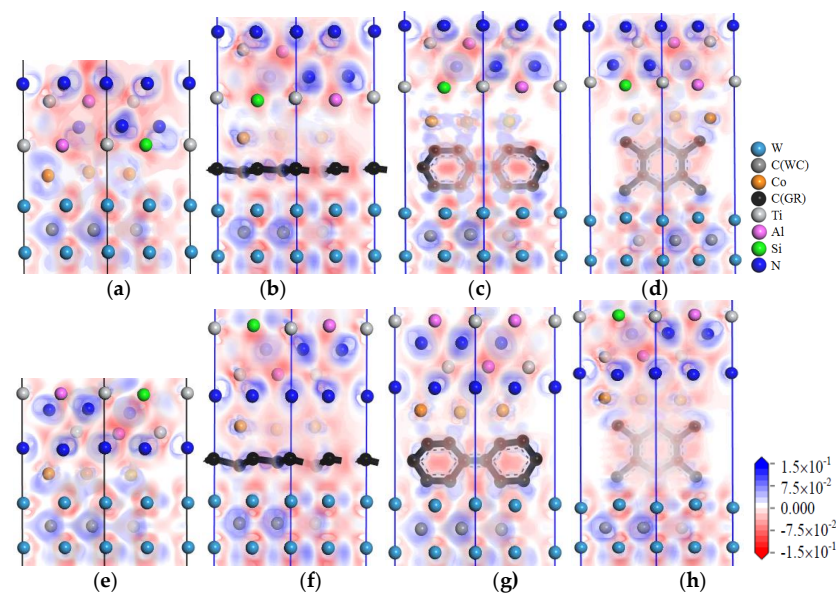 (a)
(b)
(c)
(d)
W
C(WC)
Co
C(GR)
Ti
Al
Si
N
(e)
(f)
(g)
(h)
1.5×10⁻¹
7.5×10⁻²
0.000
-7.5×10⁻²
-1.5×10⁻¹